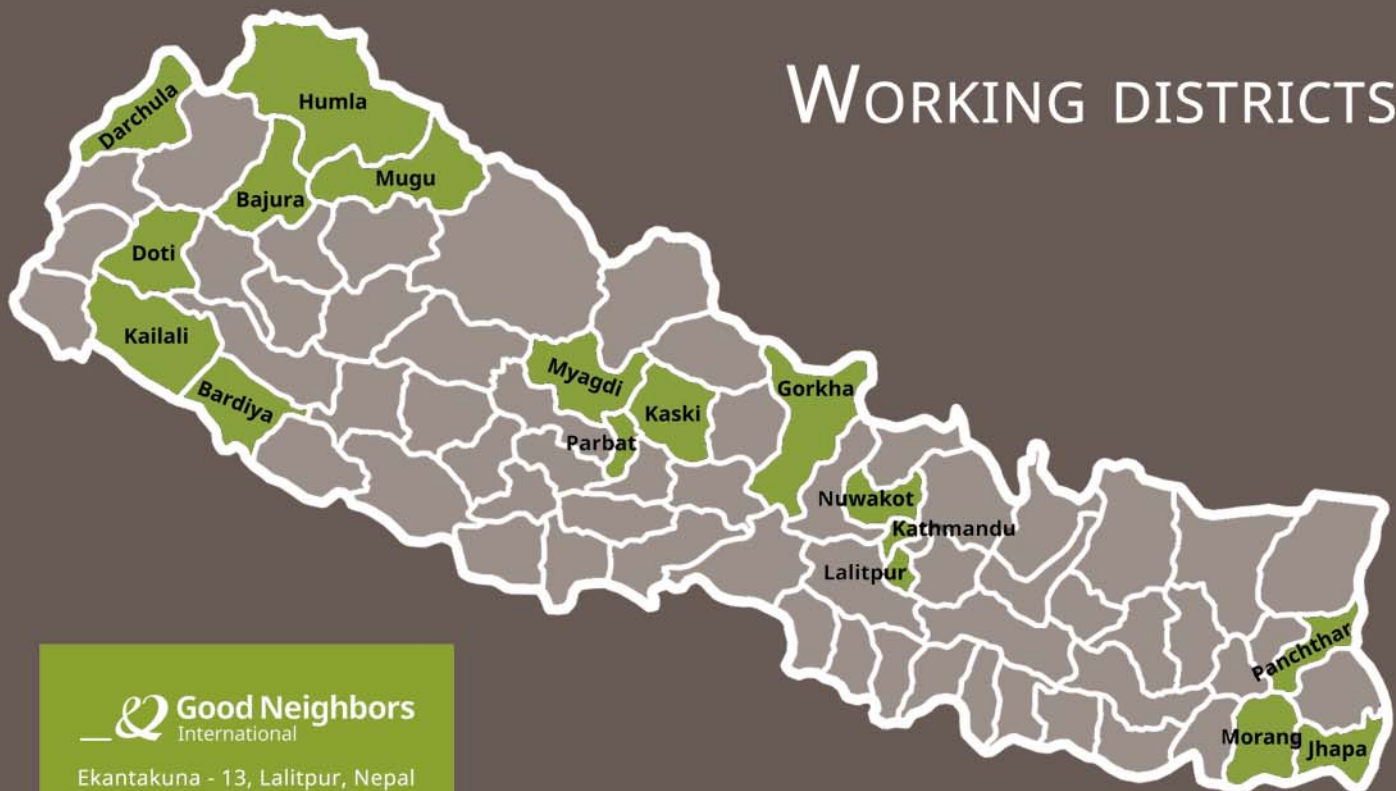 WORKING DISTRICTS
Darchula
Humla
Mugu
Bajura
Doti
Kailali
Bardiya
Myagdi
Kaski
Parbat
Gorkha
Nuwakot
Kathmandu
Lalitpur
Panchthar
Morang
Jhapa
Good Neighbors
International
Ekantakuna - 13, Lalitpur, Nepal